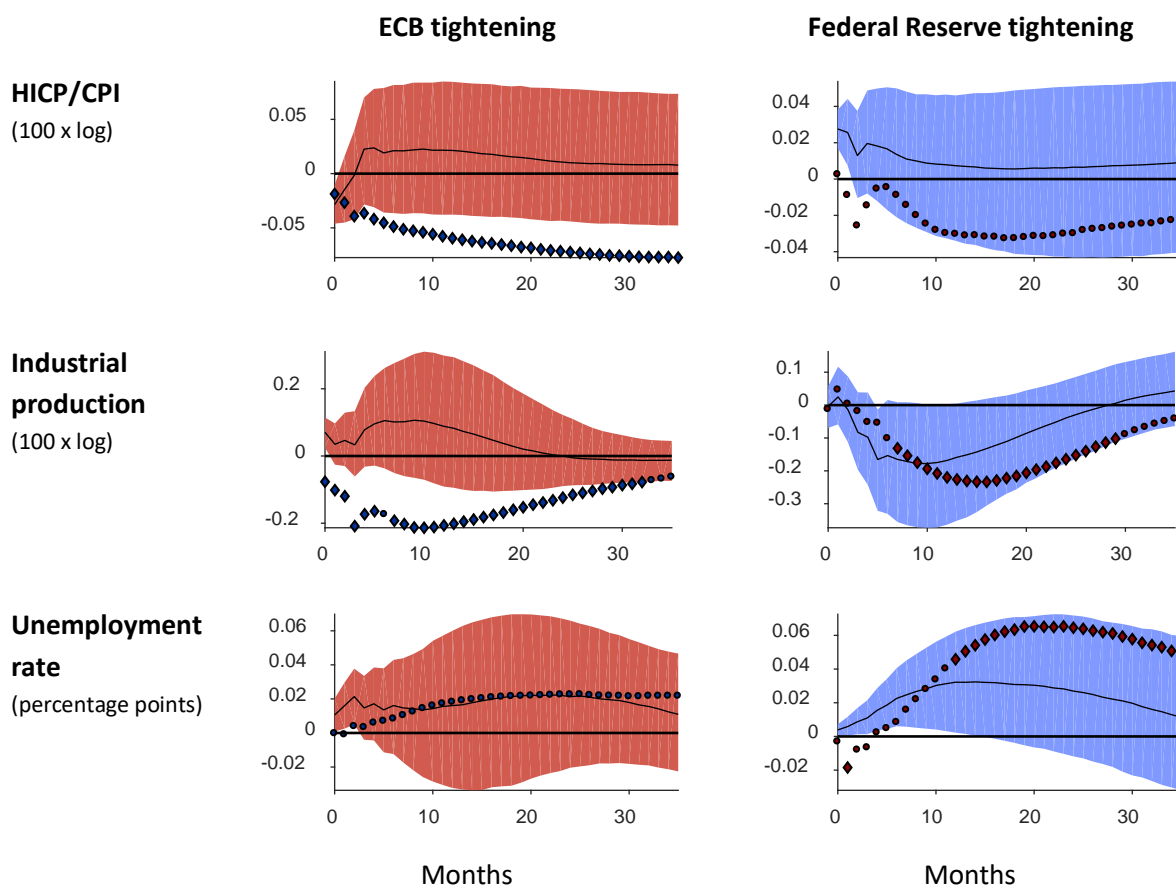 ECB tightening
Federal Reserve tightening
HICP/CPI
(100 x log)
0.05
0
-0.05
0 10 20 30
0.04
0.02
0
-0.02
-0.04
0 10 20 30
Industrial
production
(100 x log)
0.2
0
-0.2
0 10 20 30
0.1
0
-0.1
-0.2
-0.3
0 10 20 30
Unemployment
rate
(percentage points)
0.06
0.04
0.02
0
-0.02
0 10 20 30
0.06
0.04
0.02
0
-0.02
0 10 20 30
Months
Months